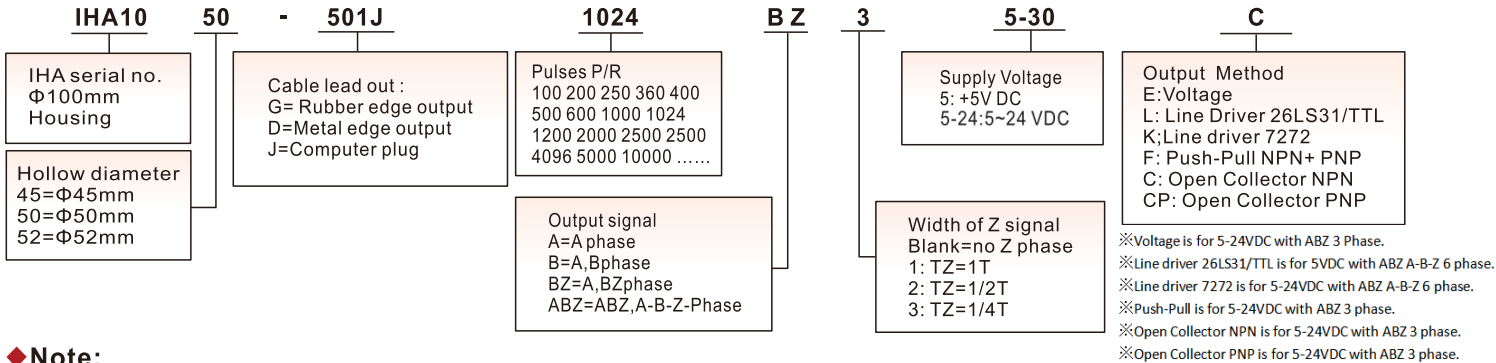 IHA10 50 - 501J 1024 BZ 3 5-30 C
IHA serial no.
Φ100mm
Housing
Hollow diameter
45=Φ45mm
50=Φ50mm
52=Φ52mm
Cable lead out :
G= Rubber edge output
D=Metal edge output
J=Computer plug
Pulses P/R
100 200 250 360 400
500 600 1000 1024
1200 2000 2500 2500
4096 5000 10000 ......
Output signal
A=A phase
B=A,Bphase
BZ=A,BZphase
ABZ=ABZ,A-B-Z-Phase
Supply Voltage
5: +5V DC
5-24:5~24 VDC
Width of Z signal
Blank=no Z phase
1: TZ=1T
2: TZ=1/2T
3: TZ=1/4T
Output Method
E:Voltage
L: Line Driver 26LS31/TTL
K;Line driver 7272
F: Push-Pull NPN+ PNP
C: Open Collector NPN
CP: Open Collector PNP
※Voltage is for 5-24VDC with ABZ 3 Phase.
※Line driver 26LS31/TTL is for 5VDC with ABZ A-B-Z 6 phase.
※Line driver 7272 is for 5-24VDC with ABZ A-B-Z 6 phase.
※Push-Pull is for 5-24VDC with ABZ 3 phase.
※Open Collector NPN is for 5-24VDC with ABZ 3 phase.
※Open Collector PNP is for 5-24VDC with ABZ 3 phase.
◆Note: